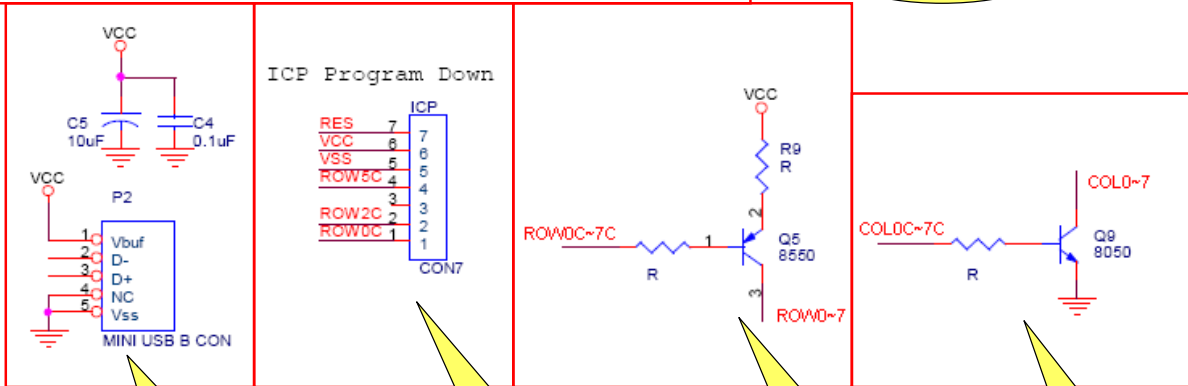 VCC
C5
10uF
C4
0.1uF
VCC
P2
1 Vbuf
2 D-
3 D+
4 NC
5 Vss
MINI USB B CON
ICP Program Down
ICP
RES 7 7
VCC 6 6
VSS 5 5
ROW5C 4 4
3 3
ROW2C 2 2
ROW0C 1 1
CON7
VCC
R9
R
2
ROW0C~7C
1
Q5
8550
R
3
ROW0~7
COL0~7
COL0C~7C
Q9
8050
R